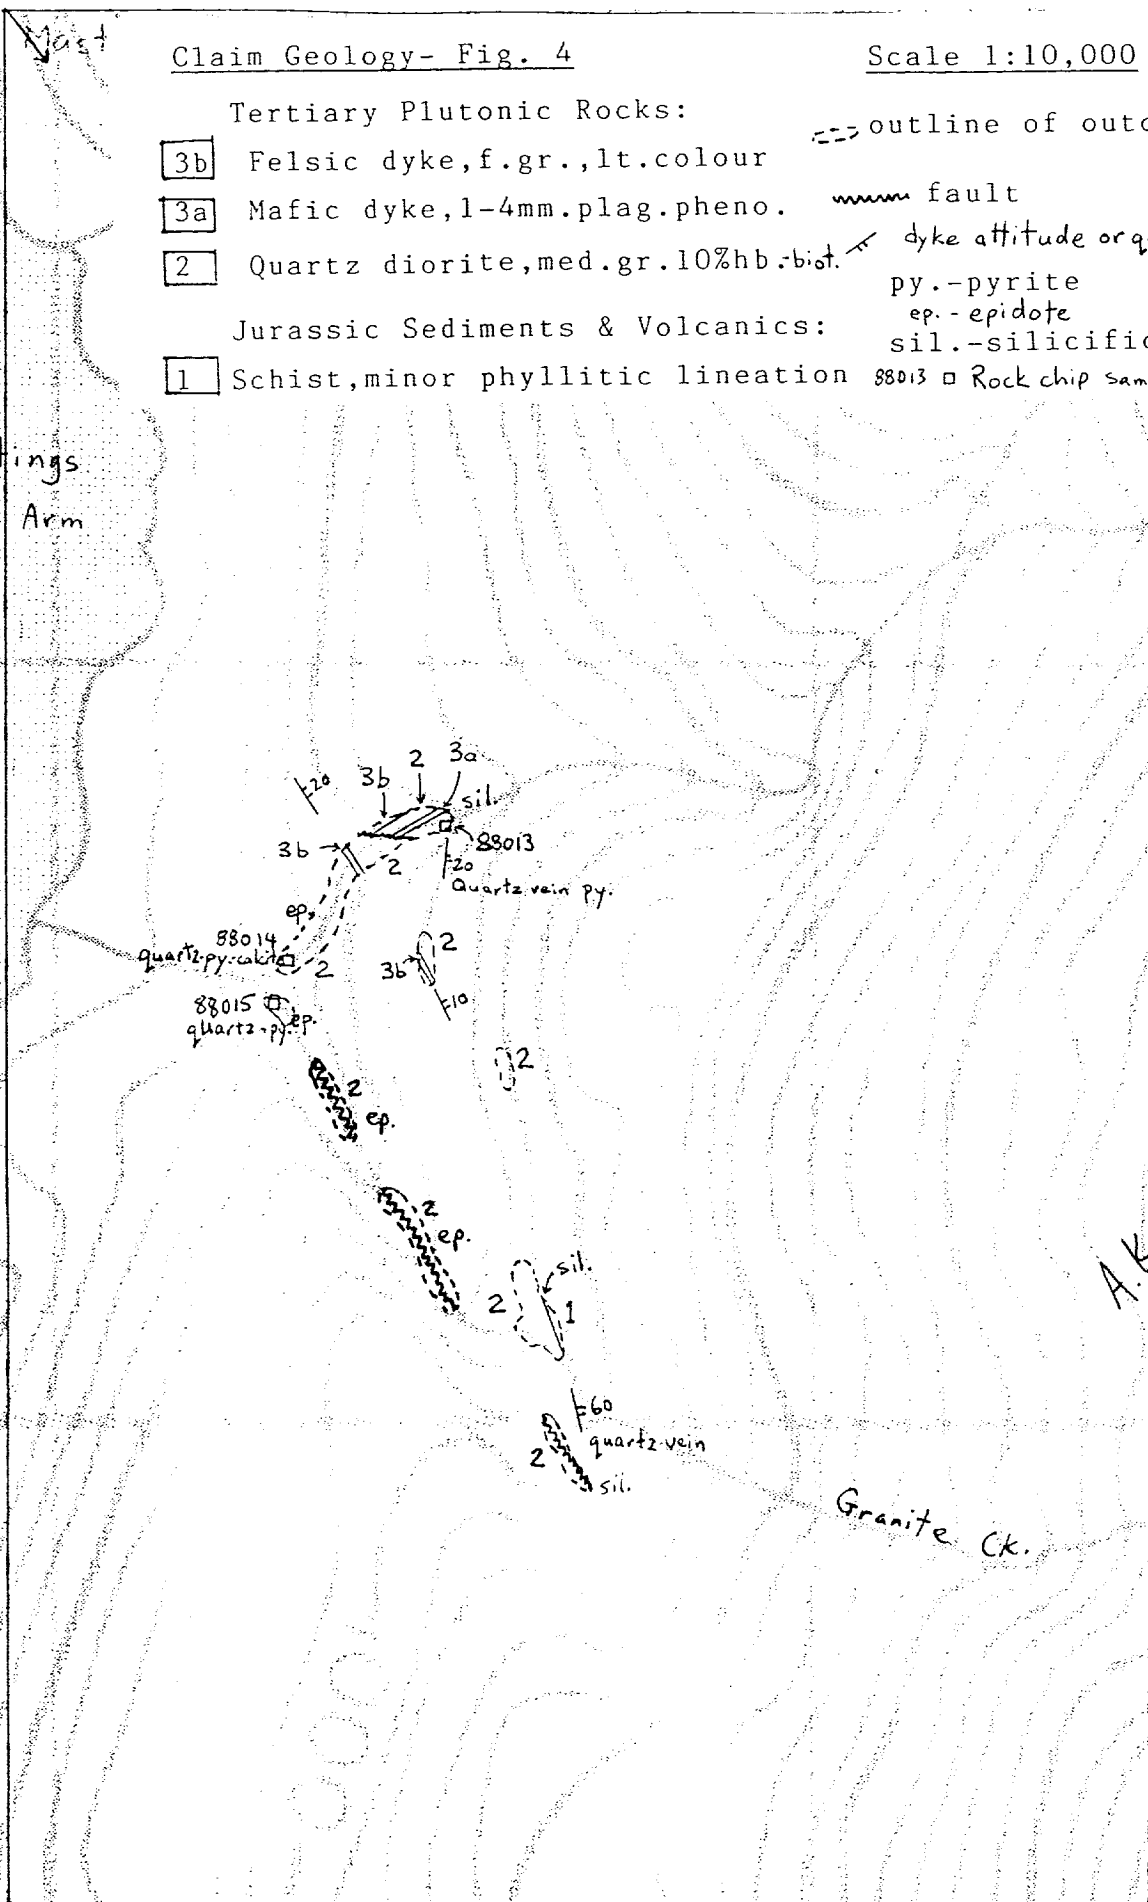 Mast
Claim Geology- Fig. 4
Scale 1:10,000
Tertiary Plutonic Rocks:
outline of outc
3b Felsic dyke,f.gr.,lt.colour
3a Mafic dyke,1-4mm.plag.pheno.
fault
2 Quartz diorite,med.gr.10%hb.-biot.
dyke attitude or q
py.-pyrite
ep.-epidote
Jurassic Sediments & Volcanics:
sil.-silicific
1 Schist,minor phyllitic lineation
88013 Rock chip sam
tings
Arm
20
3b
2
3a
sil.
3b
2
88013
20
Quartz vein py.
ep.
88014
quartz-py-calcite
2
2
3b
10
88015
quartz-py.
ep.
2
2
ep.
2
ep.
sil.
2
1
60
quartz vein
2
sil.
A.K
Granite Ck.